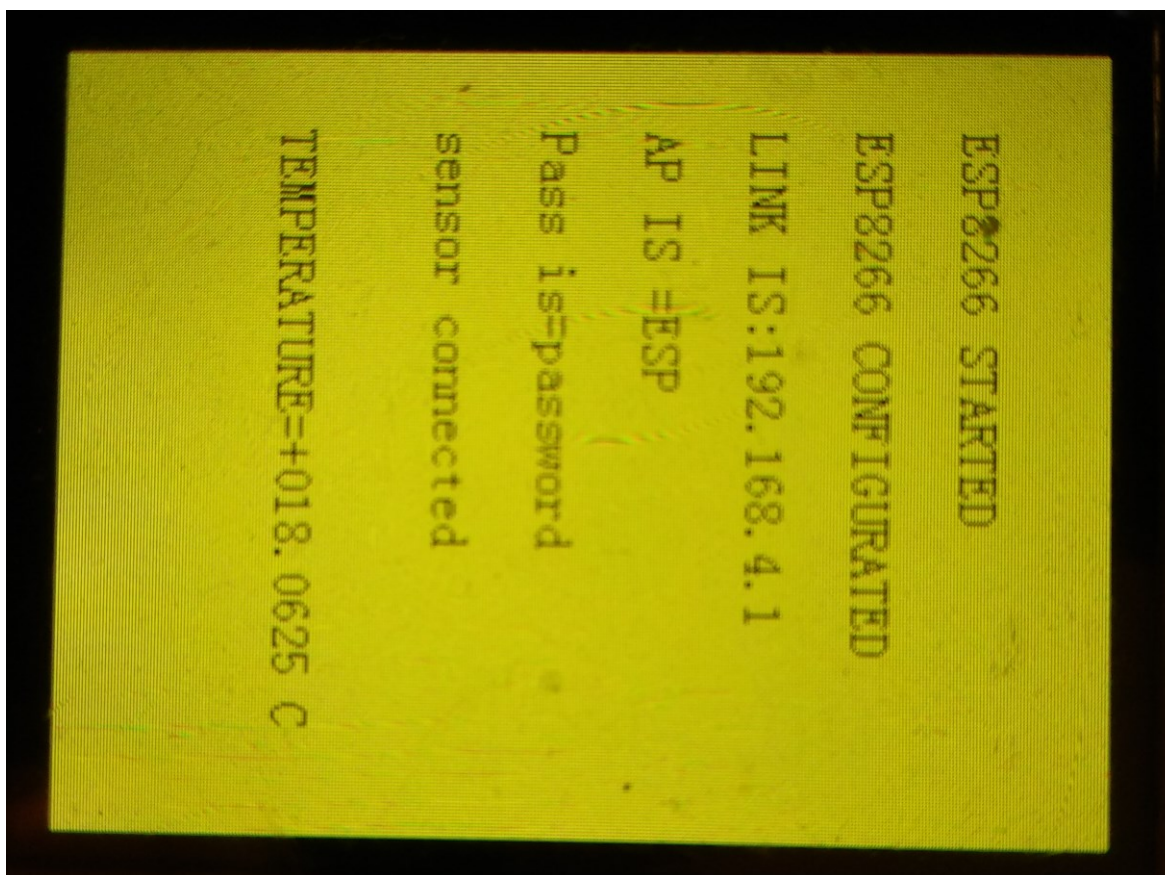 ESP8266 STARTED
ESP8266 CONFIGURATED
LINK IS:192.168.4.1
AP IS =ESP
Pass is=password
sensor connected
TEMPERATURE=+018.0625 C